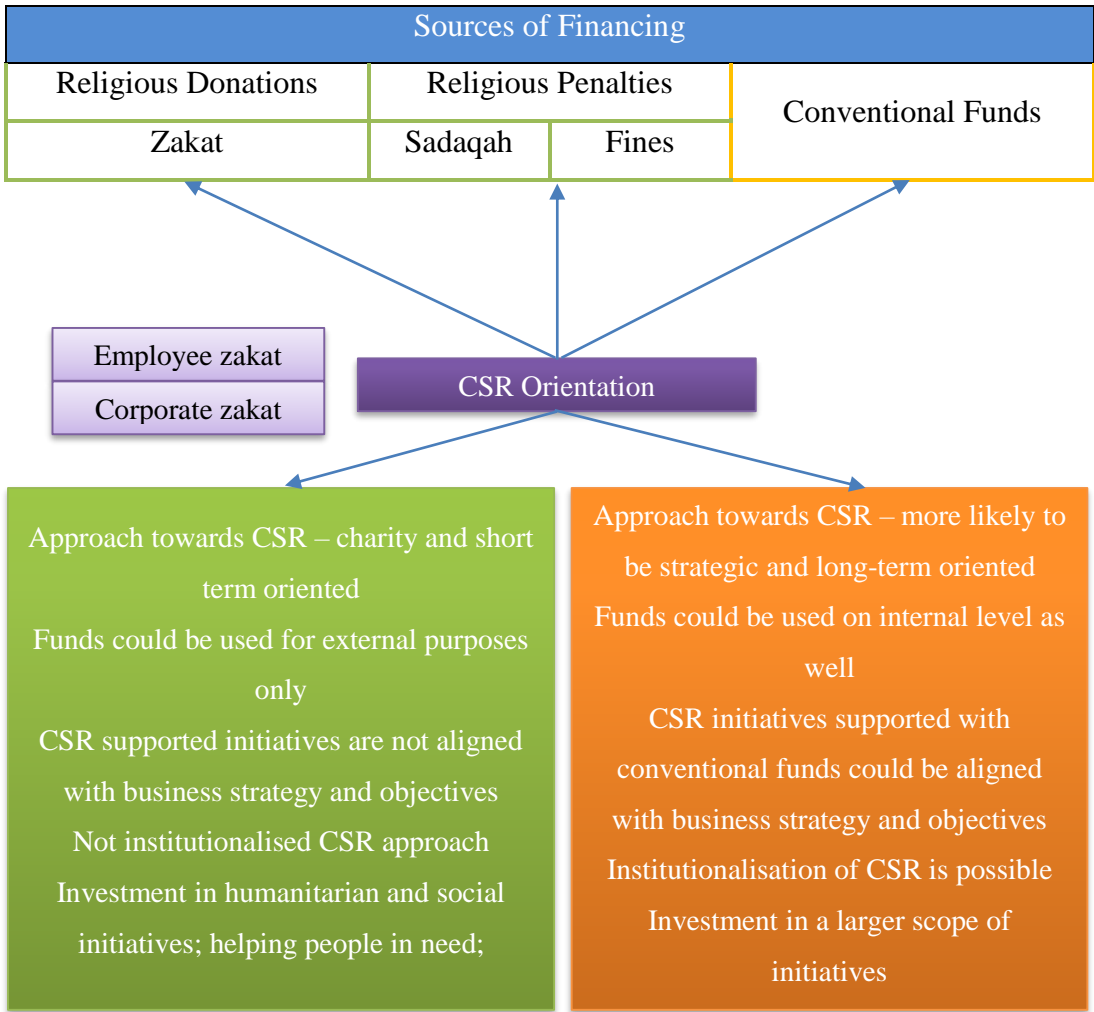 Sources of Financing
Religious Donations
Religious Penalties
Conventional Funds
Zakat
Sadaqah
Fines
Employee zakat
Corporate zakat
CSR Orientation
Approach towards CSR – charity and short
term oriented
Funds could be used for external purposes
only
CSR supported initiatives are not aligned
with business strategy and objectives
Not institutionalised CSR approach
Investment in humanitarian and social
initiatives; helping people in need;
Approach towards CSR – more likely to
be strategic and long-term oriented
Funds could be used on internal level as
well
CSR initiatives supported with
conventional funds could be aligned
with business strategy and objectives
Institutionalisation of CSR is possible
Investment in a larger scope of
initiatives